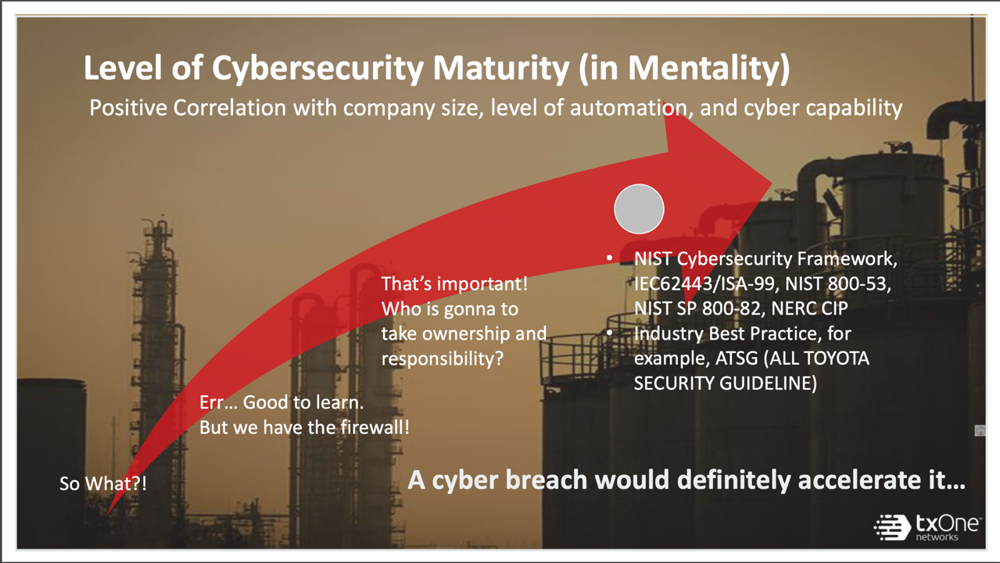 Level of Cybersecurity Maturity (in Mentality)
Positive Correlation with company size, level of automation, and cyber capability
• NIST Cybersecurity Framework,
IEC62443/ISA-99, NIST 800-53,
NIST SP 800-82, NERC CIP
• Industry Best Practice, for
example, ATSG (ALL TOYOTA
SECURITY GUIDELINE)
That's important!
Who is gonna to
take ownership and
responsibility?
Err... Good to learn.
But we have the firewall!
So What?!
A cyber breach would definitely accelerate it...
txOne™
networks